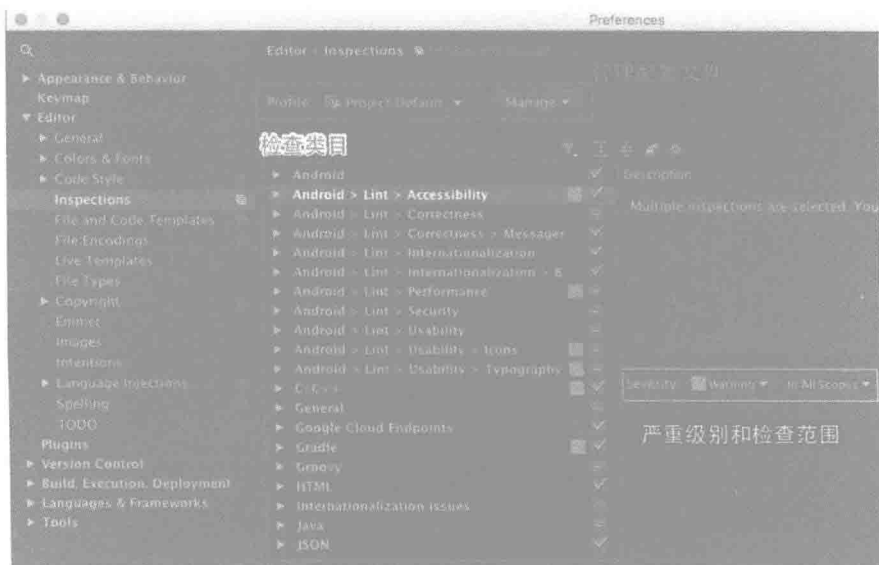 Preferences
Editor › Inspections
Appearance & Behavior
Keymap
Editor
General
Colors & Fonts
Code Style
Inspections
File and Code Templates
File Encodings
Live Templates
File Types
Copyright
Emmet
Images
Intentions
Language Injections
Spelling
TODO
Plugins
Version Control
Build, Execution, Deployment
Languages & Frameworks
Tools
Profile: Project Default
Manage
检查类目
Android
Android > Lint > Accessibility
Android > Lint > Correctness
Android > Lint > Correctness > Messages
Android > Lint > Internationalization
Android > Lint > Internationalization > B
Android > Lint > Performance
Android > Lint > Security
Android > Lint > Usability
Android > Lint > Usability > Icons
Android > Lint > Usability > Typography
C/C++
General
Google Cloud Endpoints
Gradle
Groovy
HTML
Internationalization issues
Java
JSON
Description
Multiple inspections are selected. You
Severity: Warning
In All Scopes
严重级别和检查范围